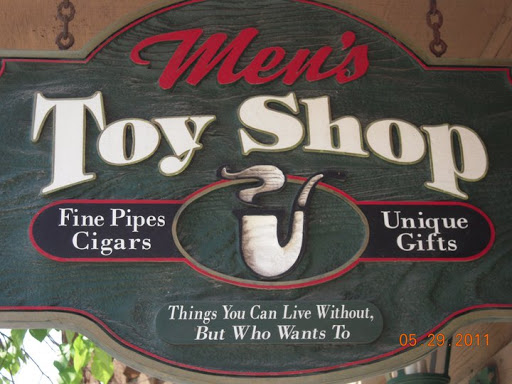 Men's
Toy Shop
Fine Pipes
Cigars
Unique
Gifts
Things You Can Live Without,
But Who Wants To
05.29.2011